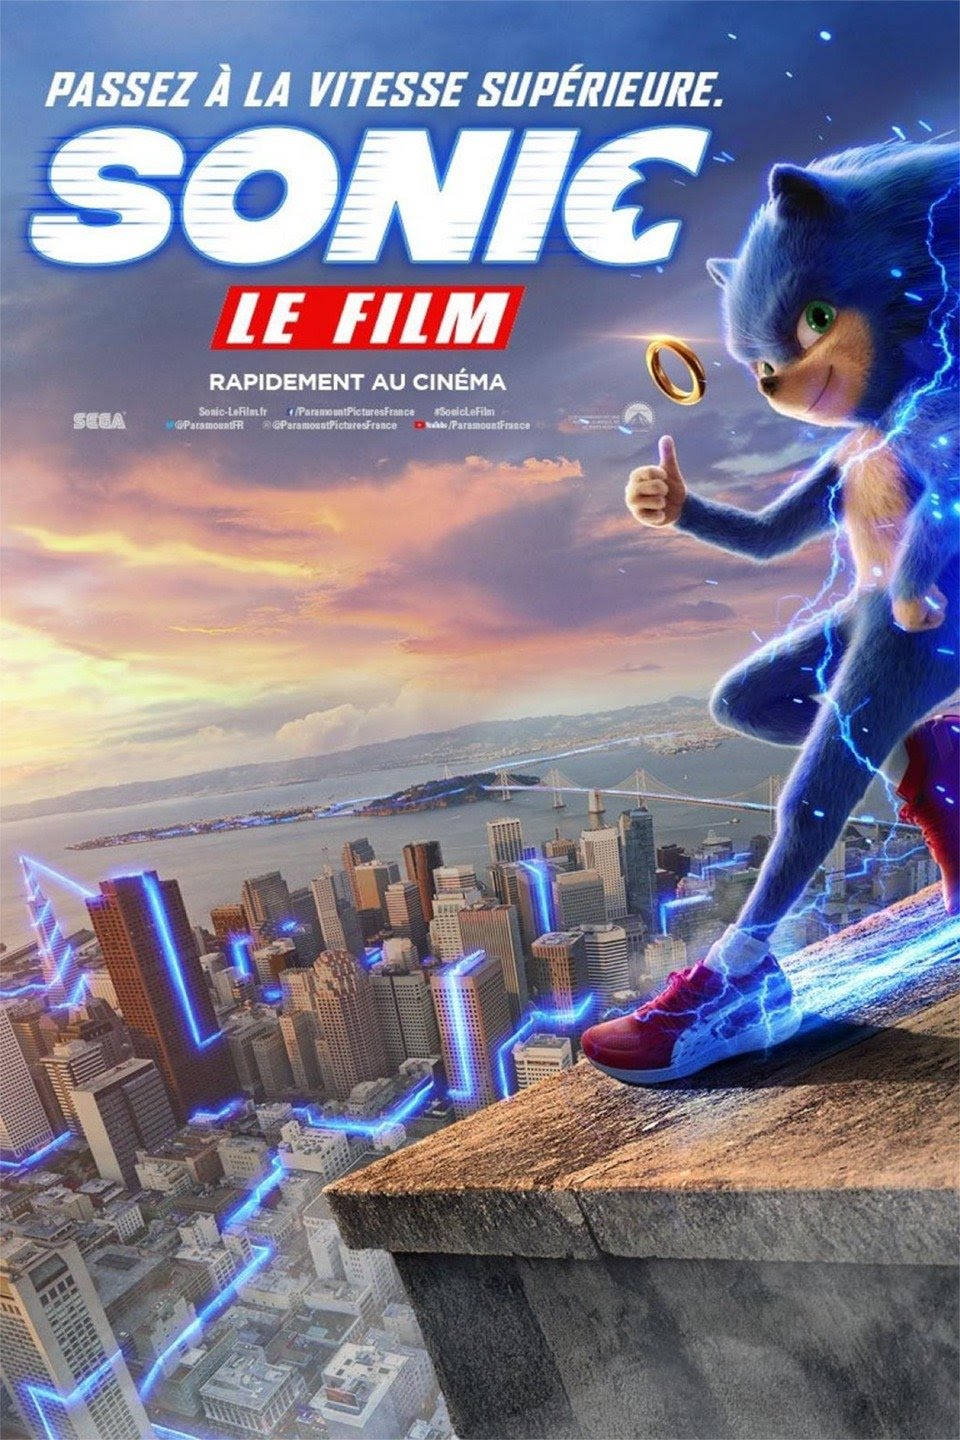 PASSEZ À LA VITESSE SUPÉRIEURE.
SONIC
LE FILM
RAPIDEMENT AU CINÉMA
SEGA
Sonic-LeFilm.fr /ParamountPicturesFrance #SonicLeFilm
@ParamountFR @ParamountPicturesFrance YouTube /ParamountFrance